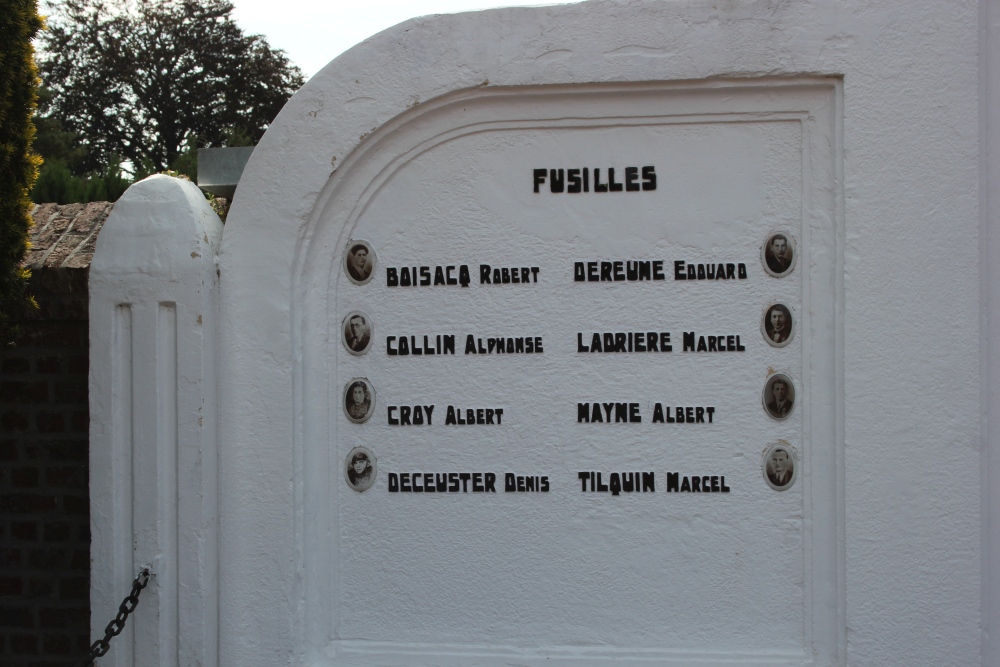 FUSILLES
BOISACQ ROBERT
COLLIN ALPHONSE
CROY ALBERT
DECEUSTER DENIS
DEREUME EDOUARD
LADRIERE MARCEL
MAYNE ALBERT
TILQUIN MARCEL